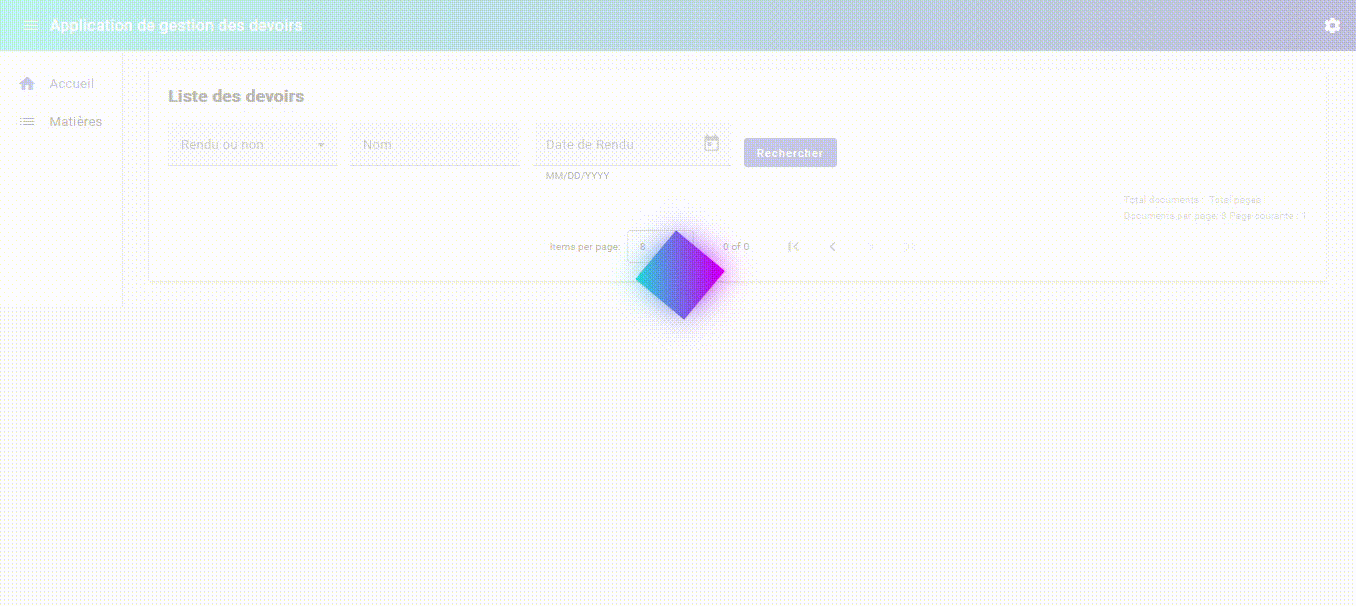 Application de gestion des devoirs
Accueil
Matières
Liste des devoirs
Rendu ou non
Nom
Date de Rendu
Rechercher
MM/DD/YYYY
Total documents : Total pages :
Documents per page: 8 Page courante : 1
Items per page: 8 0 of 0